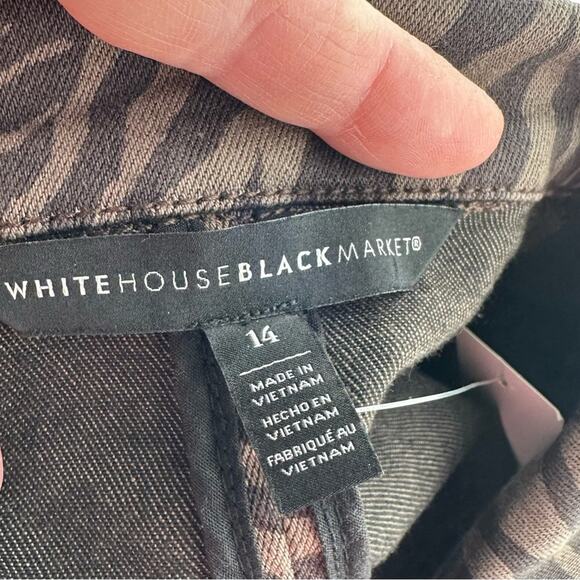 WHITEHOUSEBLACKMARKET®
14
MADE IN
VIETNAM
HECHO EN
VIETNAM
FABRIQUÉ AU
VIETNAM